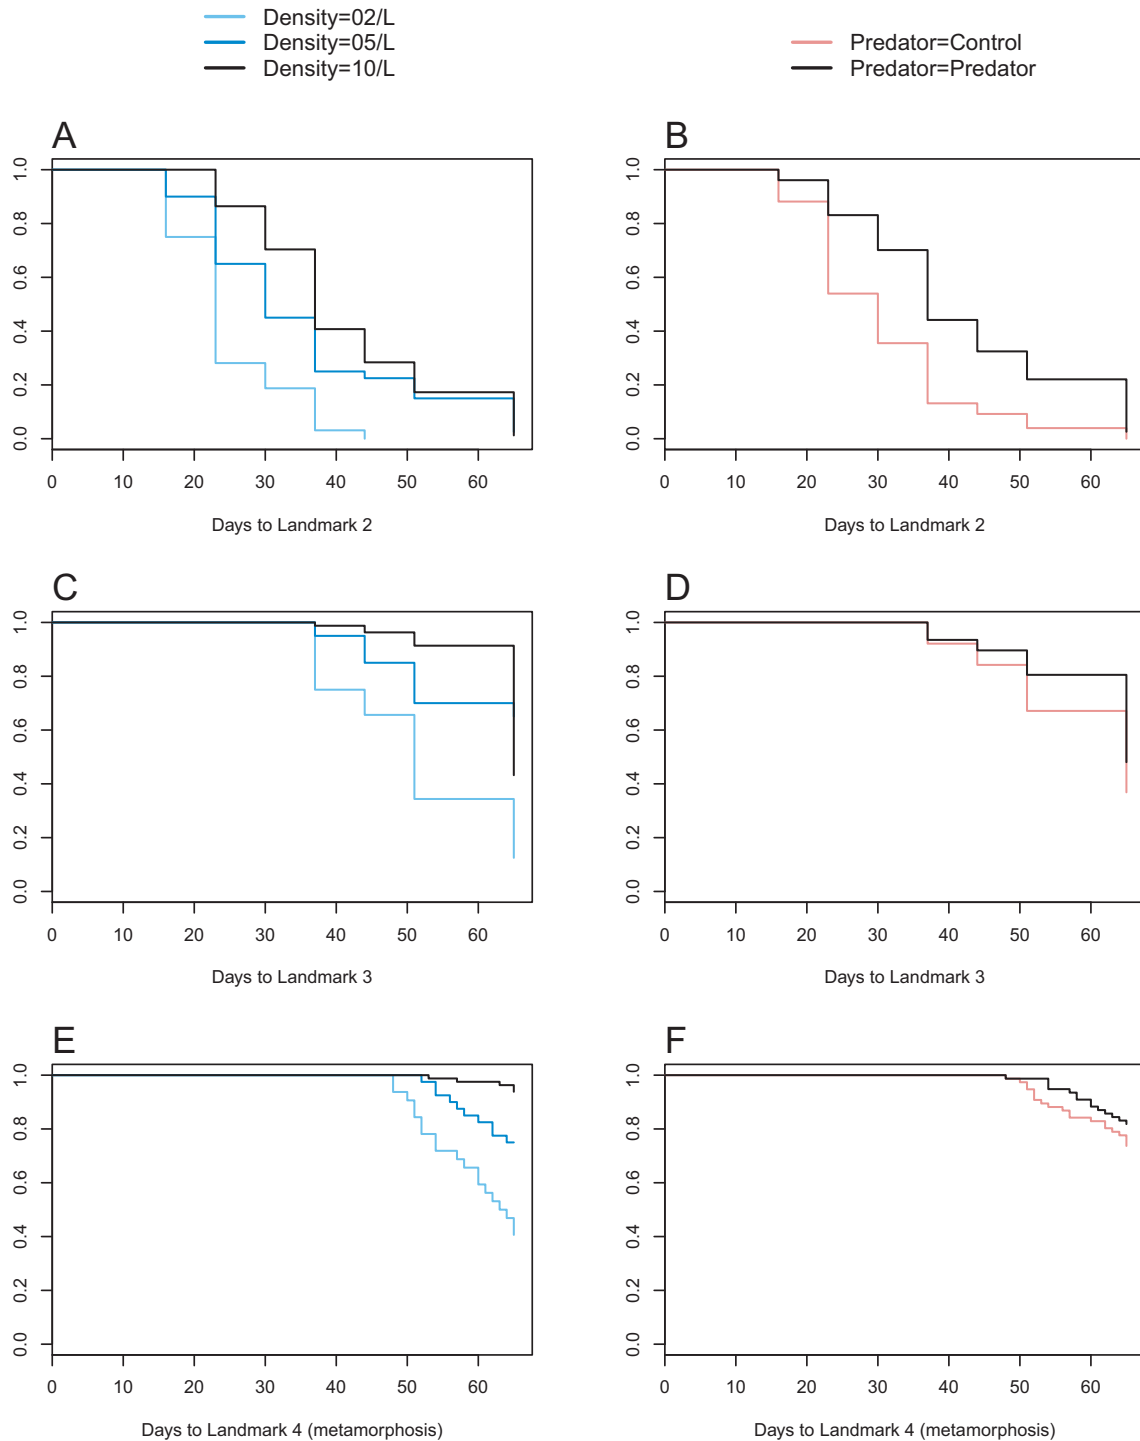 Density=02/L
Density=05/L
Density=10/L
Predator=Control
Predator=Predator
A
1.0
0.8
0.6
0.4
0.2
0.0
0 10 20 30 40 50 60
Days to Landmark 2
B
1.0
0.8
0.6
0.4
0.2
0.0
0 10 20 30 40 50 60
Days to Landmark 2
C
1.0
0.8
0.6
0.4
0.2
0.0
0 10 20 30 40 50 60
Days to Landmark 3
D
1.0
0.8
0.6
0.4
0.2
0.0
0 10 20 30 40 50 60
Days to Landmark 3
E
1.0
0.8
0.6
0.4
0.2
0.0
0 10 20 30 40 50 60
Days to Landmark 4 (metamorphosis)
F
1.0
0.8
0.6
0.4
0.2
0.0
0 10 20 30 40 50 60
Days to Landmark 4 (metamorphosis)